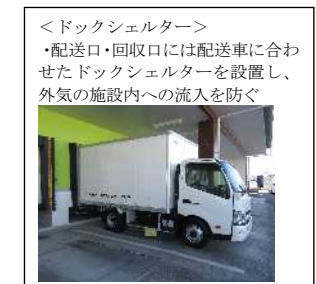 ＜ドックシェルター＞
・配送口・回収口には配送車に合わ
せたドックシェルターを設置し、
外気の施設内への流入を防ぐ